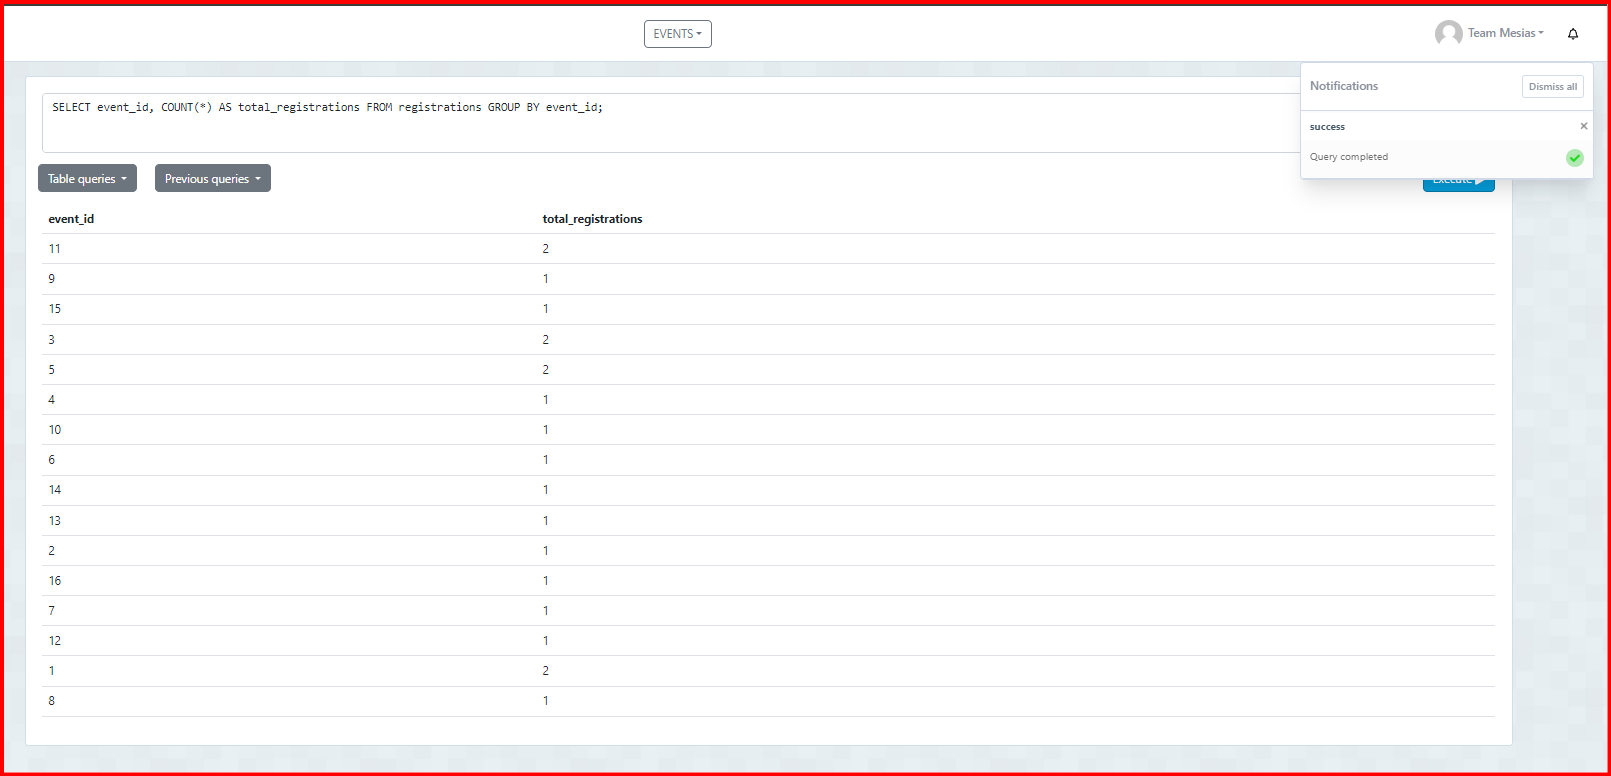 EVENTS
Team Mesias
Notifications
Dismiss all
success
Query completed
SELECT event_id, COUNT(*) AS total_registrations FROM registrations GROUP BY event_id;
Table queries
Previous queries
Execute
event_id total_registrations
11 2
9 1
15 1
3 2
5 2
4 1
10 1
6 1
14 1
13 1
2 1
16 1
7 1
12 1
1 2
8 1